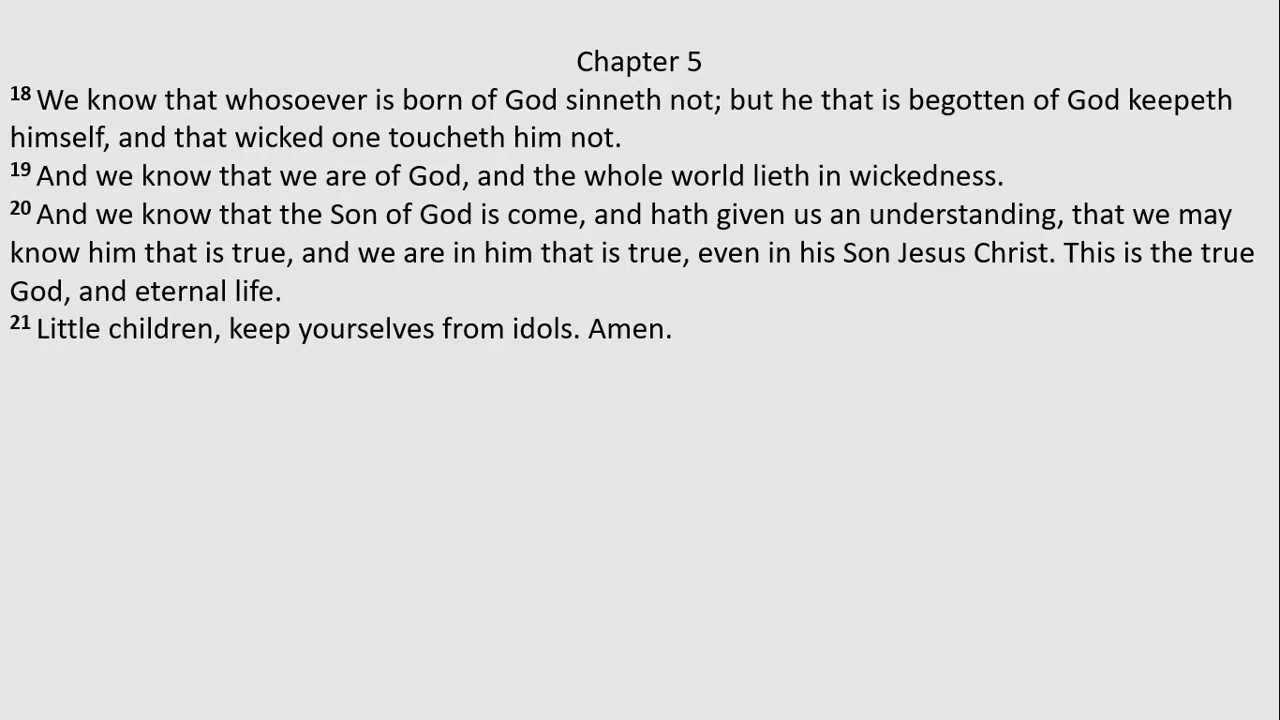 Chapter 5
18 We know that whosoever is born of God sinneth not; but he that is begotten of God keepeth
himself, and that wicked one toucheth him not.
19 And we know that we are of God, and the whole world lieth in wickedness.
20 And we know that the Son of God is come, and hath given us an understanding, that we may
know him that is true, and we are in him that is true, even in his Son Jesus Christ. This is the true
God, and eternal life.
21 Little children, keep yourselves from idols. Amen.